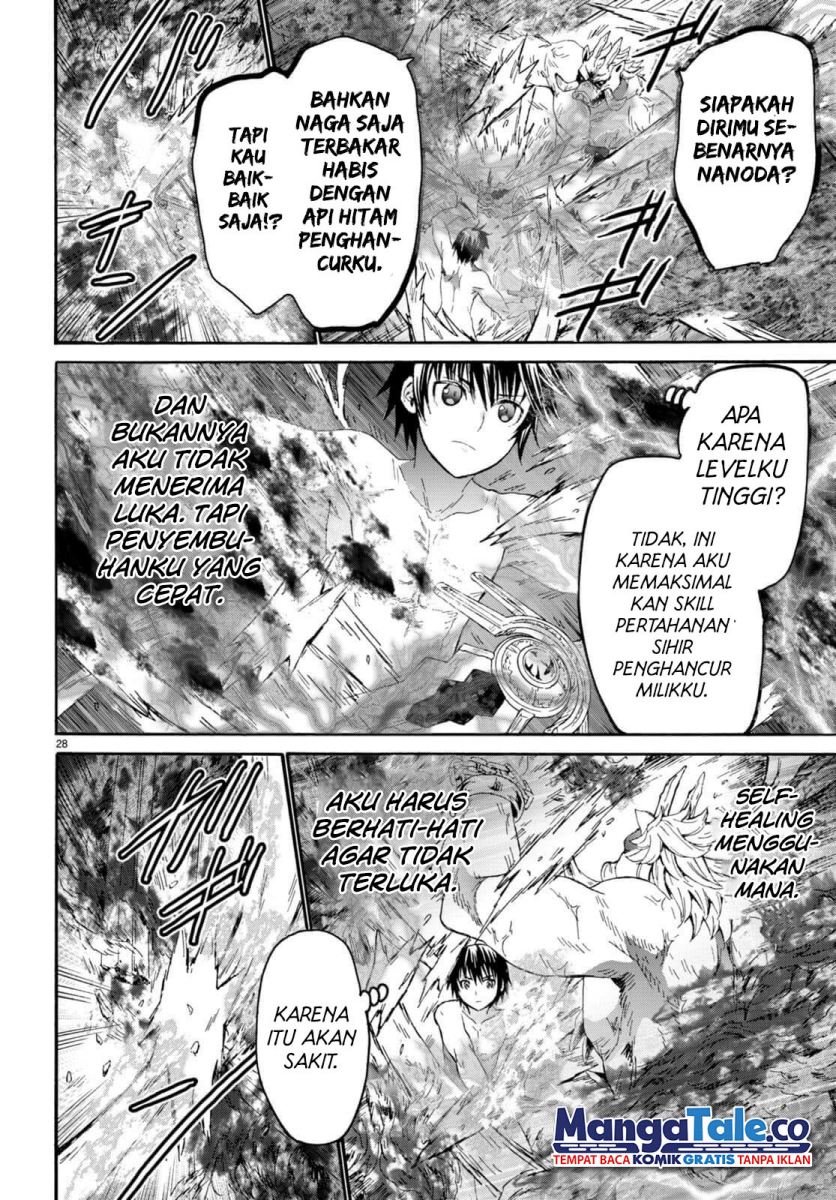 SIAPAKAH
DIRIMU SE-
BENARNYA
NANODA?
BAHKAN
NAGA SAJA
TERBAKAR
HABIS
DENGAN
API HITAM
PENGHAN-
CURKU.
TAPI
KAU
BAIK-
BAIK
SAJA!?
APA
KARENA
LEVELKU
TINGGI?
TIDAK, INI
KARENA AKU
MEMAKSIMAL
KAN SKILL
PERTAHANAN
SIHIR
PENGHANCUR
MILIKKU.
DAN
BUKANNYA
AKU TIDAK
MENERIMA
LUKA. TAPI
PENYEMBU-
HANKU YANG
CEPAT.
28
SELF-
HEALING
MENGGU-
NAKAN
MANA.
AKU HARUS
BERHATI-HATI
AGAR TIDAK
TERLUKA.
KARENA
ITU AKAN
SAKIT.
MangaTale.co
TEMPAT BACA KOMIK GRATIS TANPA IKLAN